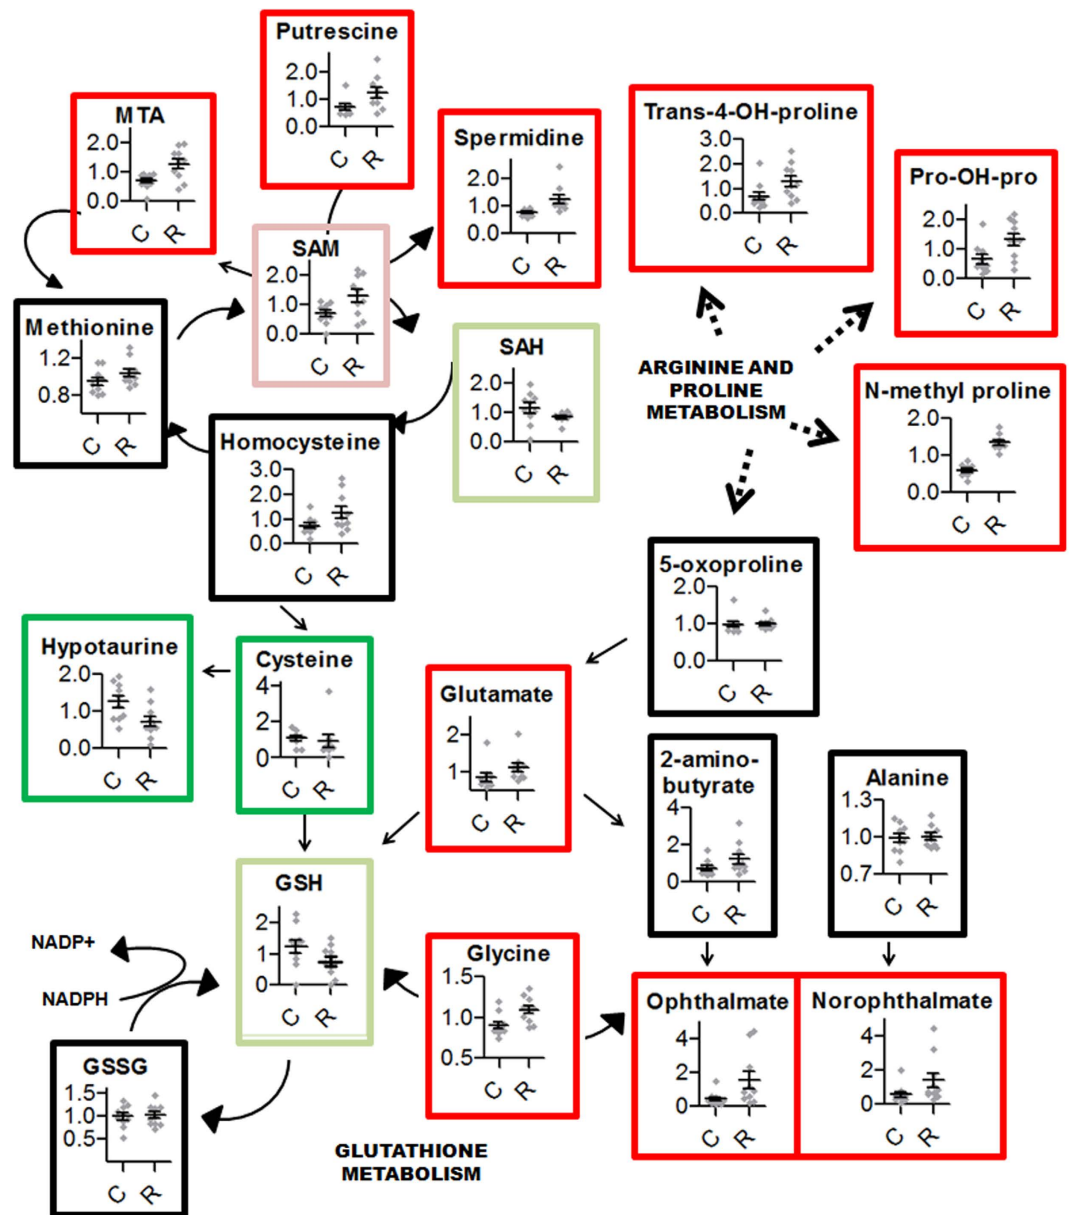 Putrescine
2.0
1.0
0.0
C R
MTA
2.0
1.0
0.0
C R
Spermidine
2.0
1.0
0.0
C R
Trans-4-OH-proline
3.0
2.0
1.0
0.0
C R
Pro-OH-pro
2.0
1.0
0.0
C R
SAM
2.0
1.0
0.0
C R
Methionine
1.2
0.8
C R
SAH
2.0
1.0
0.0
C R
ARGININE AND
PROLINE
METABOLISM
N-methyl proline
2.0
1.0
0.0
C R
Homocysteine
3.0
2.0
1.0
0.0
C R
5-oxoproline
2.0
1.0
0.0
C R
Hypotaurine
2.0
1.0
0.0
C R
Cysteine
4
2
0
C R
Glutamate
2
1
C R
2-amino-
butyrate
4
2
0
C R
Alanine
1.3
1.0
0.7
C R
GSH
2
1
0
C R
NADP+
NADPH
Glycine
1.5
1.0
0.5
C R
Ophthalmate
4
2
0
C R
Norophthalmate
4
2
0
C R
GSSG
1.5
1.0
0.5
C R
GLUTATHIONE
METABOLISM